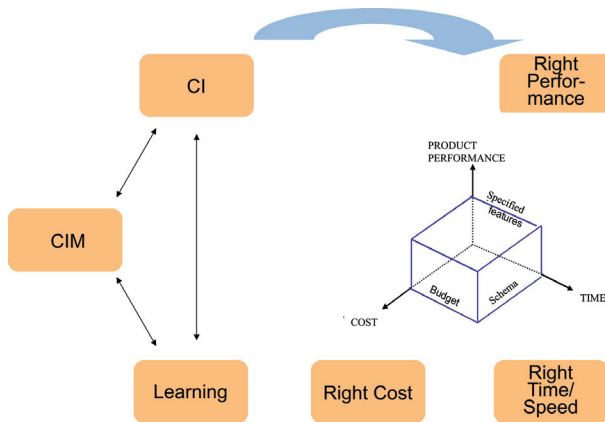 CI
Right
Perfor-
mance
PRODUCT
PERFORMANCE
Specified
features
CIM
Budget
Schema
COST
TIME
Learning
Right Cost
Right
Time/
Speed